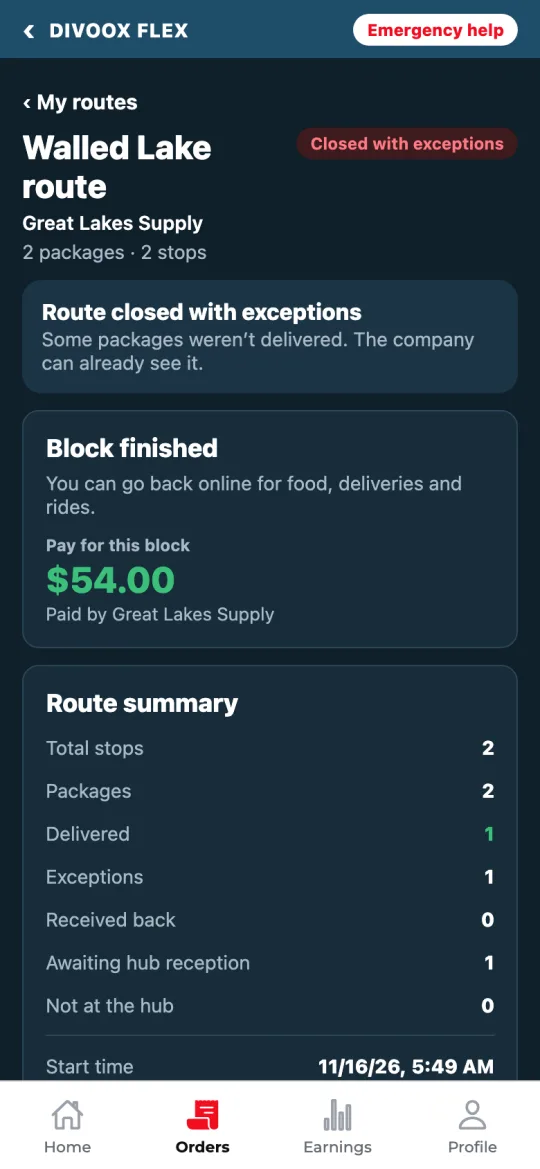 ‹ DIVOOX FLEX
Emergency help
‹ My routes
Walled Lake
route
Closed with exceptions
Great Lakes Supply
2 packages · 2 stops
Route closed with exceptions
Some packages weren’t delivered. The company
can already see it.
Block finished
You can go back online for food, deliveries and
rides.
Pay for this block
$54.00
Paid by Great Lakes Supply
Route summary
Total stops 2
Packages 2
Delivered 1
Exceptions 1
Received back 0
Awaiting hub reception 1
Not at the hub 0
Start time 11/16/26, 5:49 AM
Home Orders Earnings Profile